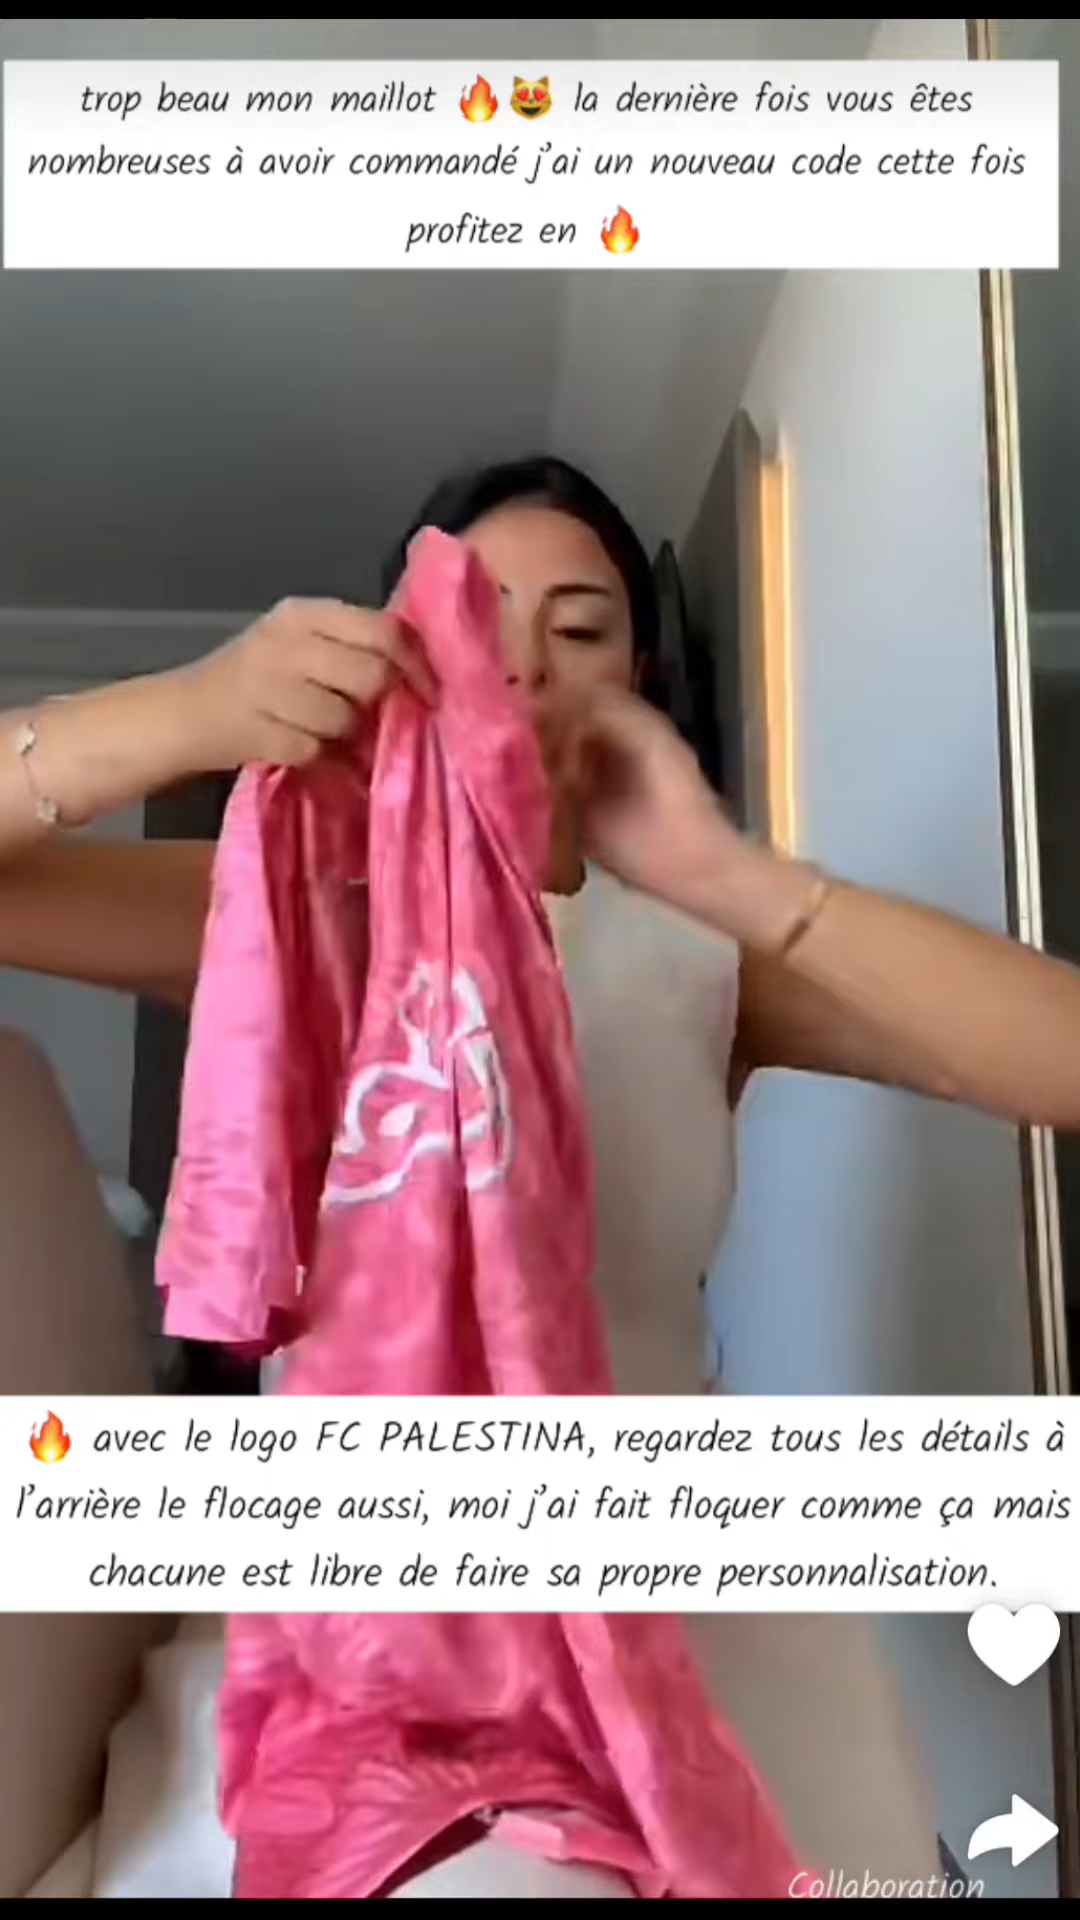 trop beau mon maillot 🔥😻 la dernière fois vous êtes
nombreuses à avoir commandé j'ai un nouveau code cette fois
profitez en 🔥
🔥 avec le logo FC PALESTINA, regardez tous les détails à
l'arrière le flocage aussi, moi j'ai fait floquer comme ça mais
chacune est libre de faire sa propre personnalisation.
Collaboration